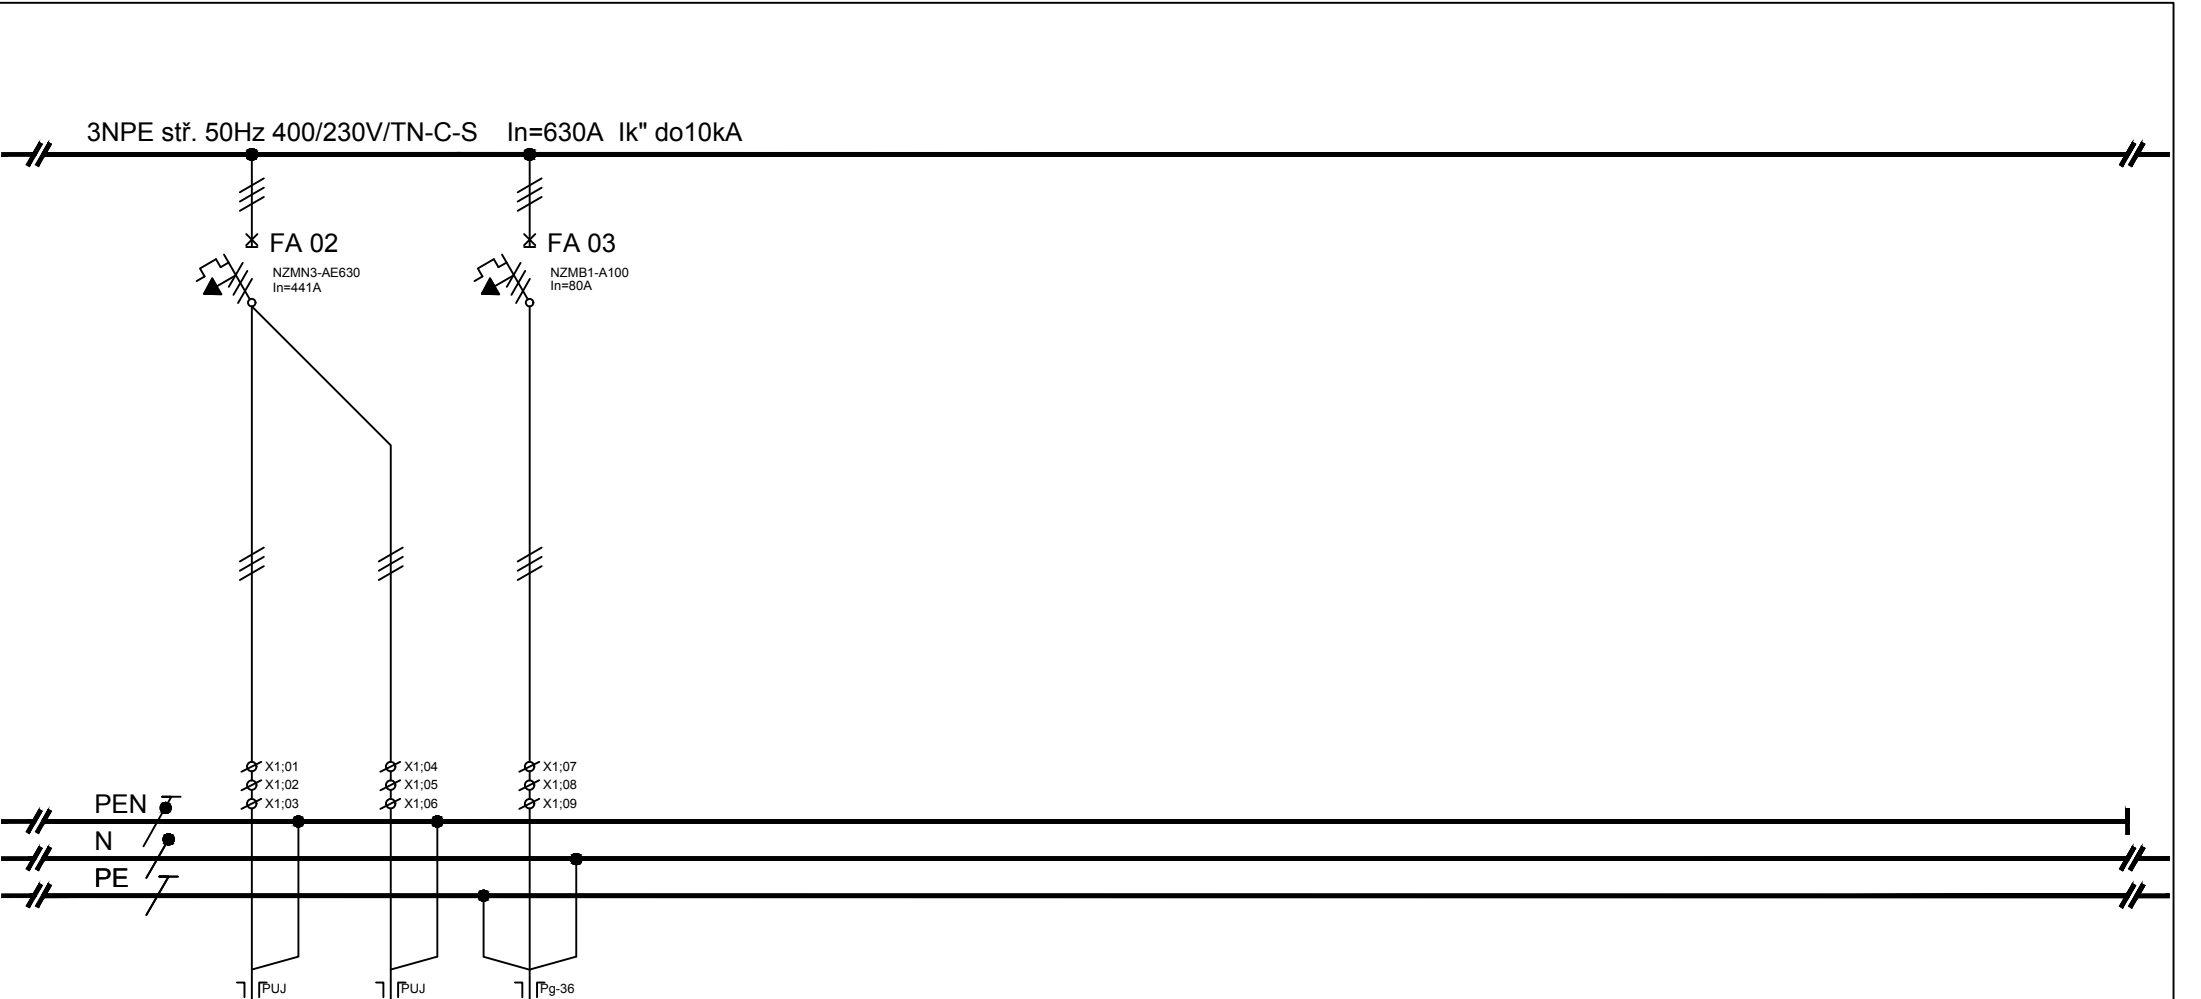 3NPE stř. 50Hz 400/230V/TN-C-S In=630A Ik" do10kA
FA 02
NZMN3-AE630
In=441A
FA 03
NZMB1-A100
In=80A
X1;01
X1;02
X1;03
X1;04
X1;05
X1;06
X1;07
X1;08
X1;09
PEN
N
PE
PUJ
PUJ
Pg-36